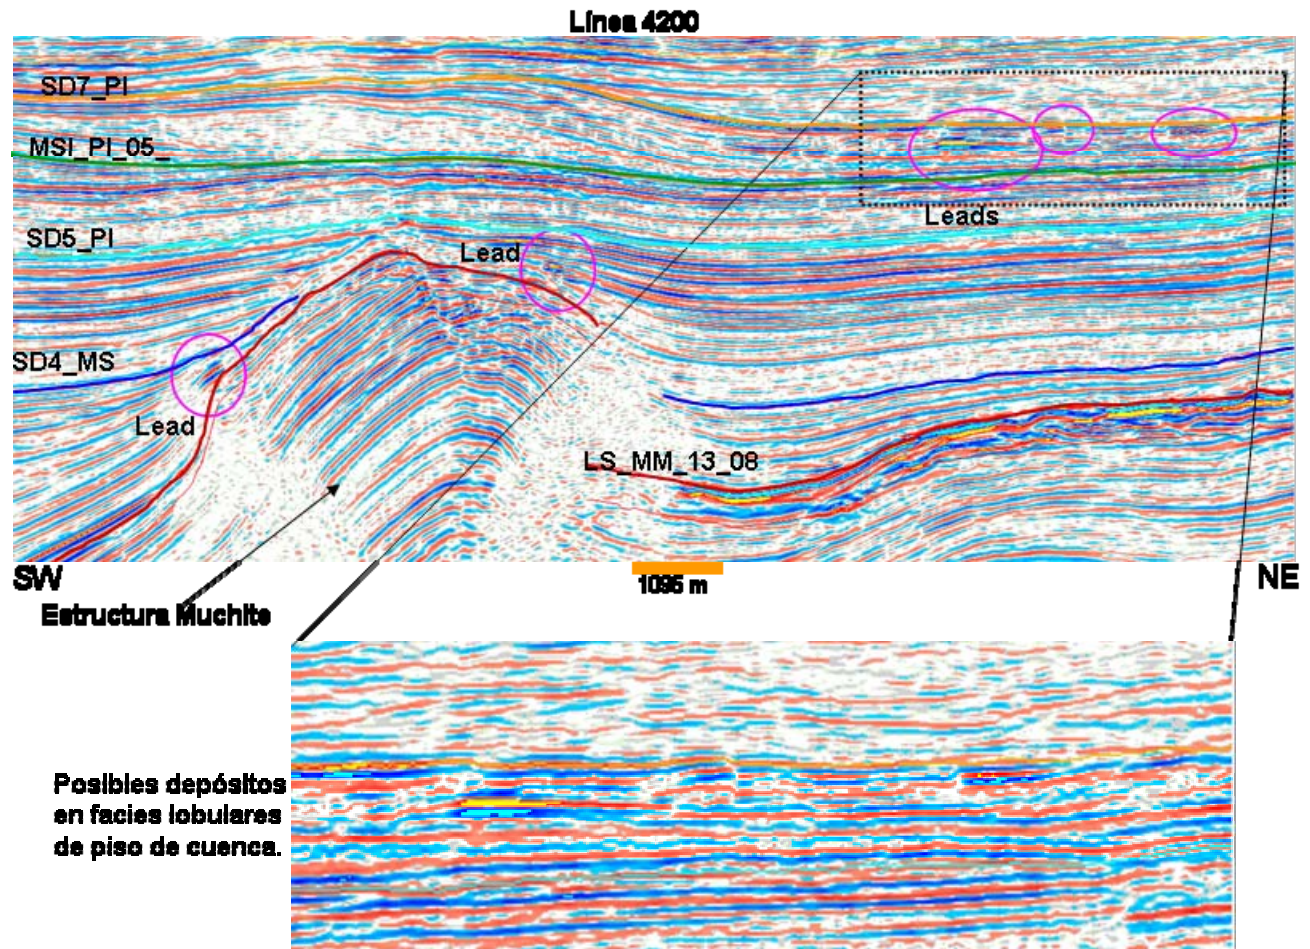 Línea 4200
SD7_PI
MSI_PI_05_
Leads
SD5_PI
Lead
SD4_MS
Lead
LS_MM_13_08
SW
1095 m
NE
Estructura Muchite
Posibles depósitos
en facies lobulares
de piso de cuenca.